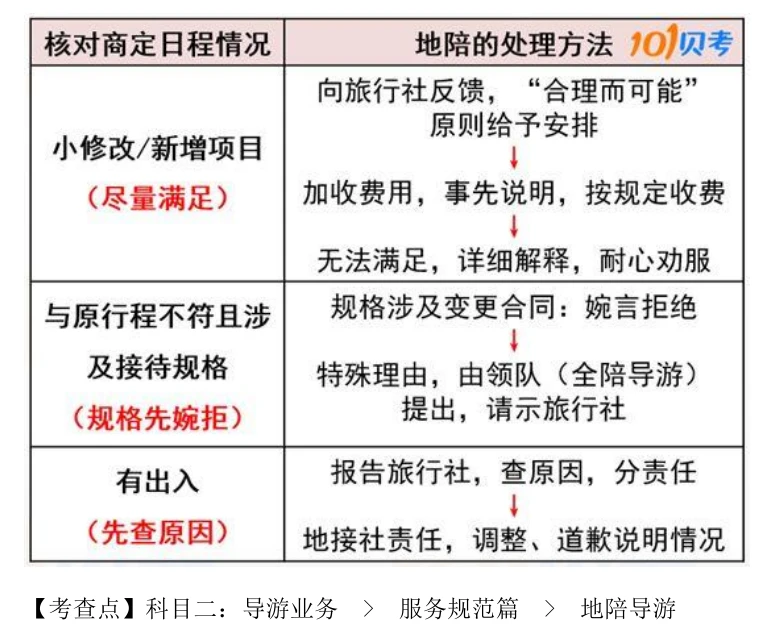 核对商定日程情况
地陪的处理方法 101贝考
小修改/新增项目
（尽量满足）
向旅行社反馈，“合理而可能”
原则给予安排
↓
加收费用，事先说明，按规定收费
↓
无法满足，详细解释，耐心劝服
与原行程不符且涉
及接待规格
（规格先婉拒）
规格涉及变更合同：婉言拒绝
↓
特殊理由，由领队（全陪导游）
提出，请示旅行社
有出入
（先查原因）
报告旅行社，查原因，分责任
↓
地接社责任，调整、道歉说明情况
【考查点】科目二：导游业务 > 服务规范篇 > 地陪导游